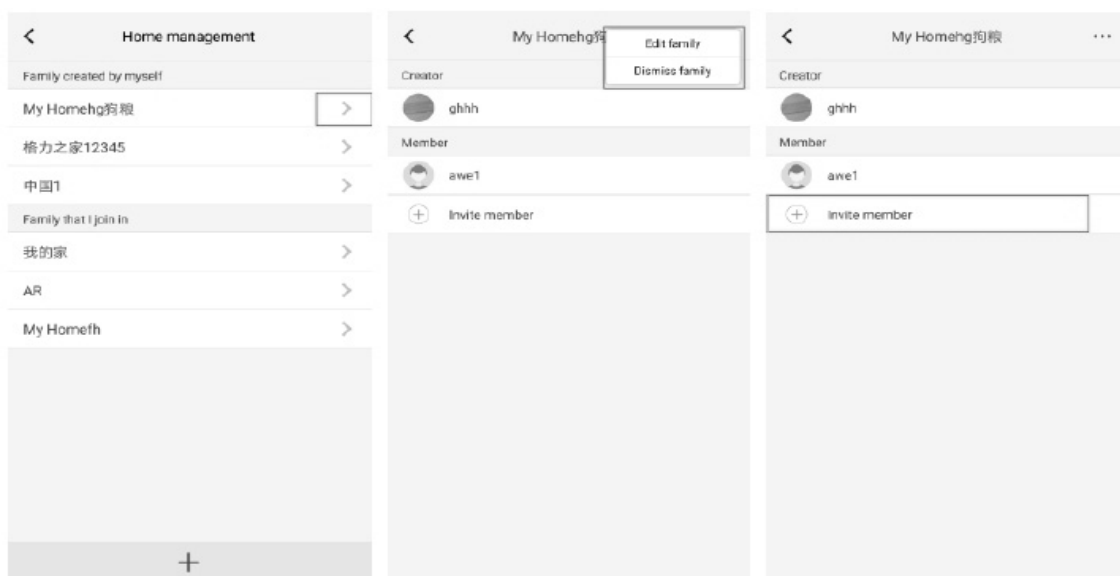 Home management
Family created by myself
My Homehg狗粮
格力之家12345
中国1
Family that I join in
我的家
AR
My Homefh
My Homehg狗
Edit family
Dismiss family
Creator
ghhh
Member
awe1
Invite member
My Homehg狗粮
Creator
ghhh
Member
awe1
Invite member